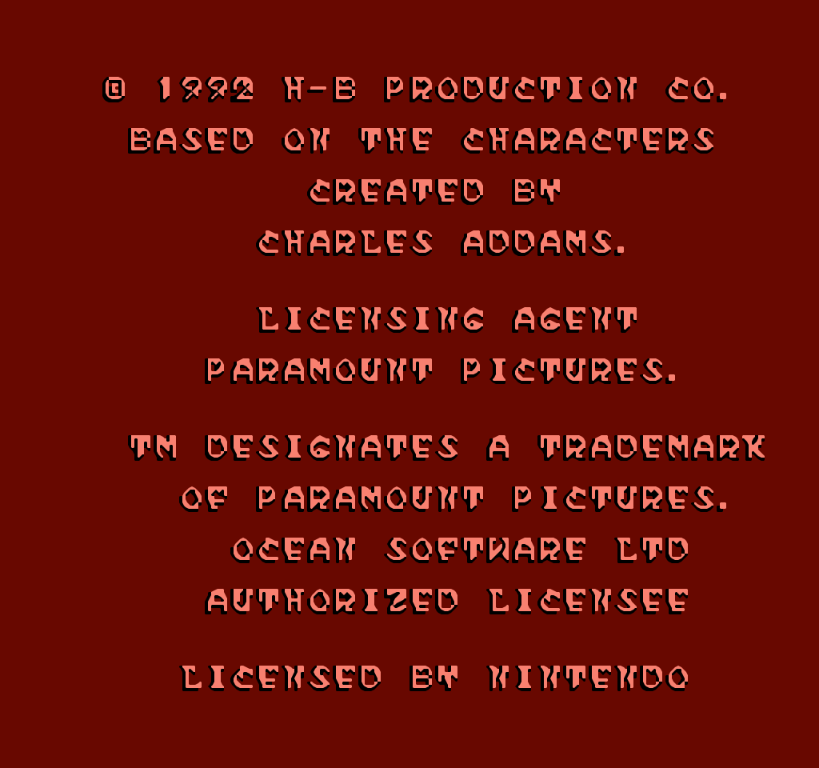 © 1992 H-B PRODUCTION CO.
BASED ON THE CHARACTERS
CREATED BY
CHARLES ADDAMS.
LICENSING AGENT
PARAMOUNT PICTURES.
TM DESIGNATES A TRADEMARK
OF PARAMOUNT PICTURES.
OCEAN SOFTWARE LTD
AUTHORIZED LICENSEE
LICENSED BY NINTENDO